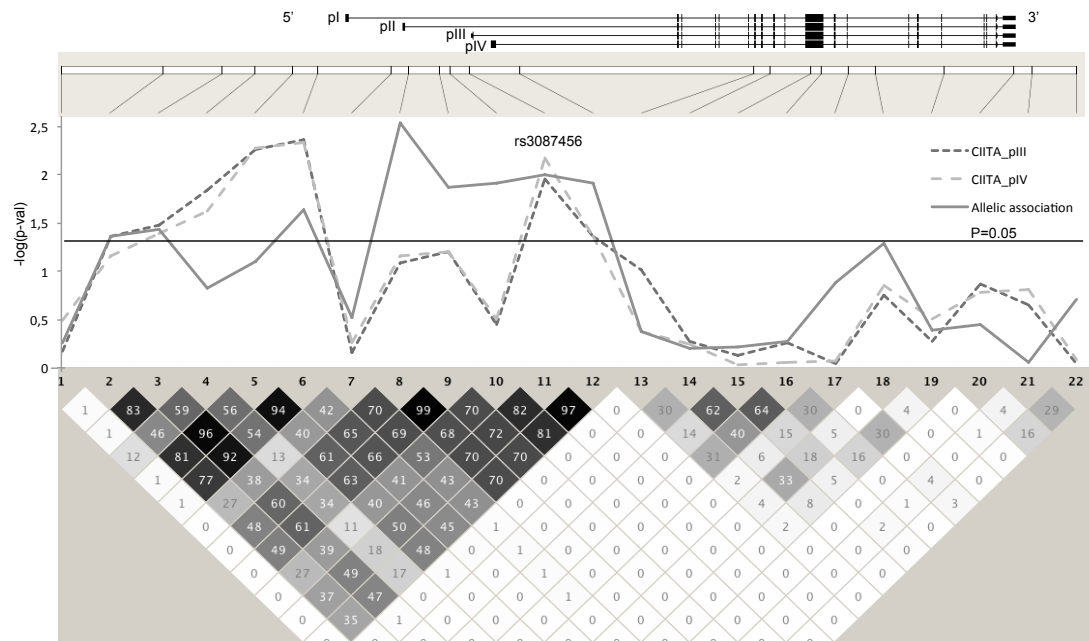 5'
3'
pI
pII
pIII
pIV
2,5
2
1,5
1
0,5
0
-log(p-val)
rs3087456
CIITA_pIII
CIITA_pIV
Allelic association
P=0.05
1 2 3 4 5 6 7 8 9 10 11 12 13 14 15 16 17 18 19 20 21 22
1 83 59 56 94 42 70 99 70 82 97 0 30 62 64 30 0 4 0 4 29
1 46 96 54 40 65 69 68 72 81 0 0 14 40 15 5 30 0 1 16
12 81 92 13 61 66 53 70 70 0 0 0 31 6 18 16 0 0 0
1 77 38 34 63 41 43 70 0 0 0 0 2 33 5 0 4 0
1 27 60 34 40 46 43 0 0 0 0 0 4 8 0 1 3
0 48 61 11 50 45 1 0 0 0 0 0 2 0 2 0
0 49 39 18 48 0 1 0 0 0 0 0 0 0 0
0 27 49 17 1 0 1 0 0 0 0 0 0 0
0 37 47 0 0 0 1 0 0 0 0 0 0
0 35 1 0 0 0 0 0 0 0 0 0
0 0 0 0 0 0 0 0 0 0 0